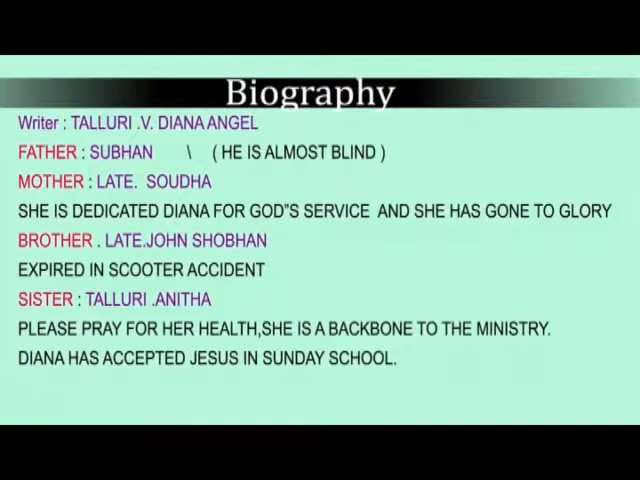 Biography
Writer : TALLURI .V. DIANA ANGEL
FATHER : SUBHAN \ ( HE IS ALMOST BLIND )
MOTHER : LATE. SOUDHA
SHE IS DEDICATED DIANA FOR GOD"S SERVICE AND SHE HAS GONE TO GLORY
BROTHER . LATE.JOHN SHOBHAN
EXPIRED IN SCOOTER ACCIDENT
SISTER : TALLURI .ANITHA
PLEASE PRAY FOR HER HEALTH,SHE IS A BACKBONE TO THE MINISTRY.
DIANA HAS ACCEPTED JESUS IN SUNDAY SCHOOL.